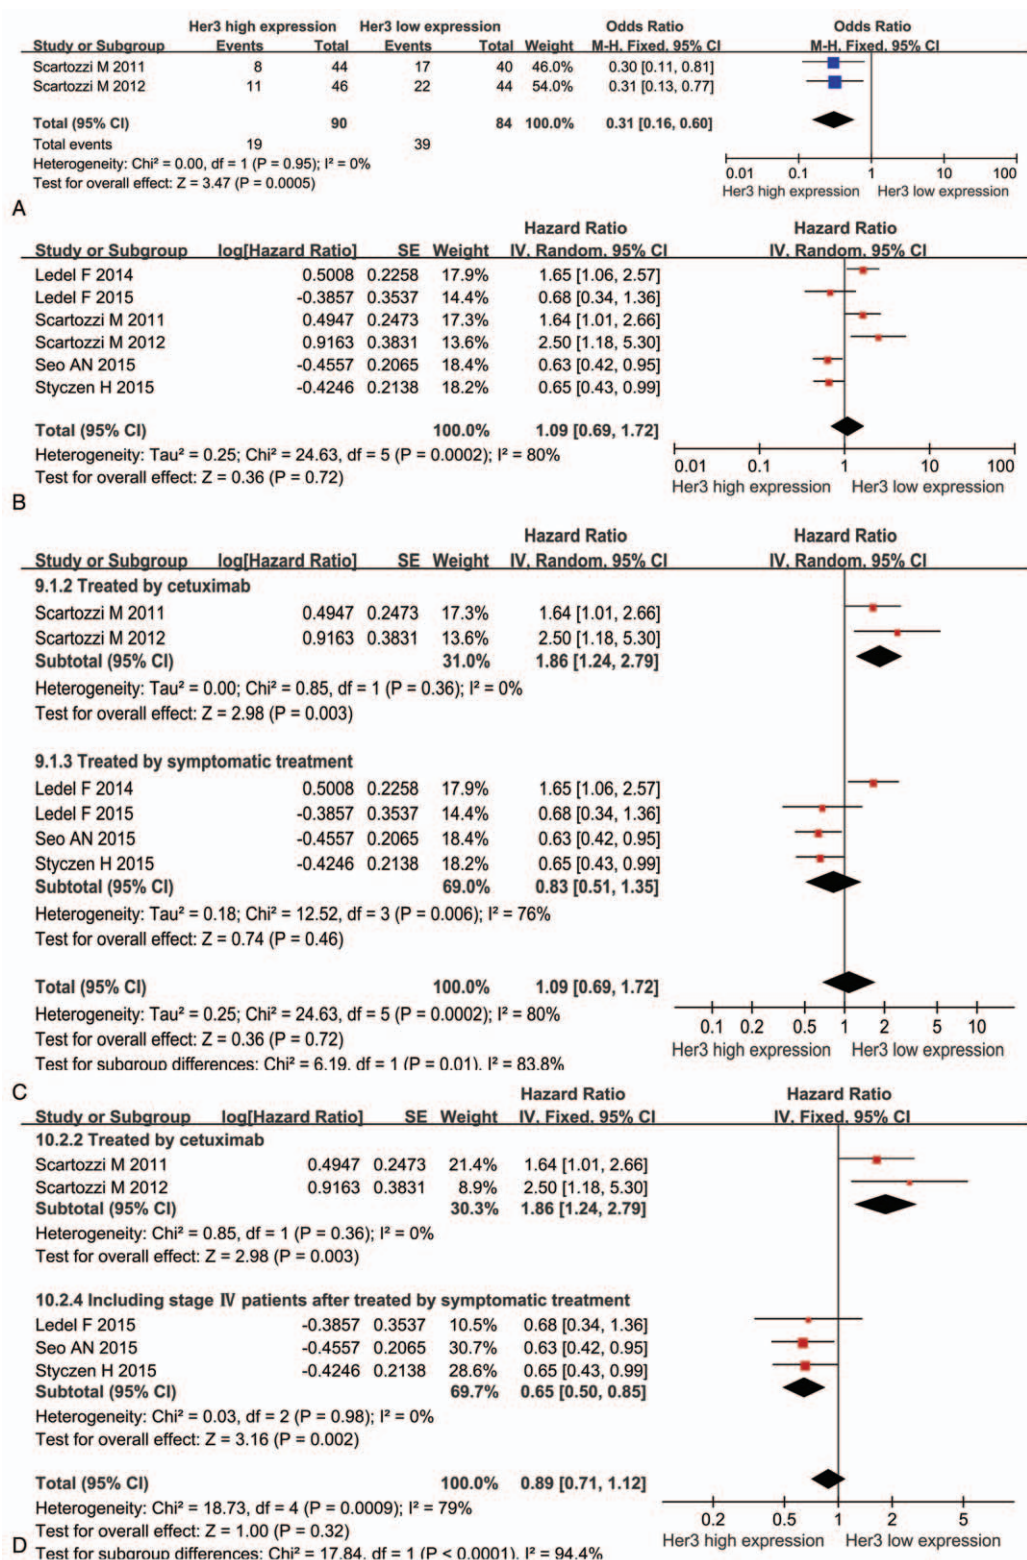 Her3 high expression Her3 low expression Odds Ratio Odds Ratio
Study or Subgroup Events Total Events Total Weight M-H, Fixed, 95% CI M-H, Fixed, 95% CI
Scartozzi M 2011 8 44 17 40 46.0% 0.30 [0.11, 0.81]
Scartozzi M 2012 11 46 22 44 54.0% 0.31 [0.13, 0.77]
Total (95% CI) 90 84 100.0% 0.31 [0.16, 0.60]
Total events 19 39
Heterogeneity: Chi² = 0.00, df = 1 (P = 0.95); I² = 0%
Test for overall effect: Z = 3.47 (P = 0.0005)
0.01 0.1 1 10 100
Her3 high expression Her3 low expression
A
Hazard Ratio Hazard Ratio
Study or Subgroup log[Hazard Ratio] SE Weight IV, Random, 95% CI IV, Random, 95% CI
Ledel F 2014 0.5008 0.2258 17.9% 1.65 [1.06, 2.57]
Ledel F 2015 -0.3857 0.3537 14.4% 0.68 [0.34, 1.36]
Scartozzi M 2011 0.4947 0.2473 17.3% 1.64 [1.01, 2.66]
Scartozzi M 2012 0.9163 0.3831 13.6% 2.50 [1.18, 5.30]
Seo AN 2015 -0.4557 0.2065 18.4% 0.63 [0.42, 0.95]
Styczen H 2015 -0.4246 0.2138 18.2% 0.65 [0.43, 0.99]
Total (95% CI) 100.0% 1.09 [0.69, 1.72]
Heterogeneity: Tau² = 0.25; Chi² = 24.63, df = 5 (P = 0.0002); I² = 80%
Test for overall effect: Z = 0.36 (P = 0.72)
0.01 0.1 1 10 100
Her3 high expression Her3 low expression
B
Hazard Ratio Hazard Ratio
Study or Subgroup log[Hazard Ratio] SE Weight IV, Random, 95% CI IV, Random, 95% CI
9.1.2 Treated by cetuximab
Scartozzi M 2011 0.4947 0.2473 17.3% 1.64 [1.01, 2.66]
Scartozzi M 2012 0.9163 0.3831 13.6% 2.50 [1.18, 5.30]
Subtotal (95% CI) 31.0% 1.86 [1.24, 2.79]
Heterogeneity: Tau² = 0.00; Chi² = 0.85, df = 1 (P = 0.36); I² = 0%
Test for overall effect: Z = 2.98 (P = 0.003)
9.1.3 Treated by symptomatic treatment
Ledel F 2014 0.5008 0.2258 17.9% 1.65 [1.06, 2.57]
Ledel F 2015 -0.3857 0.3537 14.4% 0.68 [0.34, 1.36]
Seo AN 2015 -0.4557 0.2065 18.4% 0.63 [0.42, 0.95]
Styczen H 2015 -0.4246 0.2138 18.2% 0.65 [0.43, 0.99]
Subtotal (95% CI) 69.0% 0.83 [0.51, 1.35]
Heterogeneity: Tau² = 0.18; Chi² = 12.52, df = 3 (P = 0.006); I² = 76%
Test for overall effect: Z = 0.74 (P = 0.46)
Total (95% CI) 100.0% 1.09 [0.69, 1.72]
Heterogeneity: Tau² = 0.25; Chi² = 24.63, df = 5 (P = 0.0002); I² = 80%
Test for overall effect: Z = 0.36 (P = 0.72)
Test for subgroup differences: Chi² = 6.19, df = 1 (P = 0.01), I² = 83.8%
0.1 0.2 0.5 1 2 5 10
Her3 high expression Her3 low expression
C
Hazard Ratio Hazard Ratio
Study or Subgroup log[Hazard Ratio] SE Weight IV, Fixed, 95% CI IV, Fixed, 95% CI
10.2.2 Treated by cetuximab
Scartozzi M 2011 0.4947 0.2473 21.4% 1.64 [1.01, 2.66]
Scartozzi M 2012 0.9163 0.3831 8.9% 2.50 [1.18, 5.30]
Subtotal (95% CI) 30.3% 1.86 [1.24, 2.79]
Heterogeneity: Chi² = 0.85, df = 1 (P = 0.36); I² = 0%
Test for overall effect: Z = 2.98 (P = 0.003)
10.2.4 Including stage Ⅳ patients after treated by symptomatic treatment
Ledel F 2015 -0.3857 0.3537 10.5% 0.68 [0.34, 1.36]
Seo AN 2015 -0.4557 0.2065 30.7% 0.63 [0.42, 0.95]
Styczen H 2015 -0.4246 0.2138 28.6% 0.65 [0.43, 0.99]
Subtotal (95% CI) 69.7% 0.65 [0.50, 0.85]
Heterogeneity: Chi² = 0.03, df = 2 (P = 0.98); I² = 0%
Test for overall effect: Z = 3.16 (P = 0.002)
Total (95% CI) 100.0% 0.89 [0.71, 1.12]
Heterogeneity: Chi² = 18.73, df = 4 (P = 0.0009); I² = 79%
Test for overall effect: Z = 1.00 (P = 0.32)
Test for subgroup differences: Chi² = 17.84, df = 1 (P < 0.0001), I² = 94.4%
0.2 0.5 1 2 5
Her3 high expression Her3 low expression
D